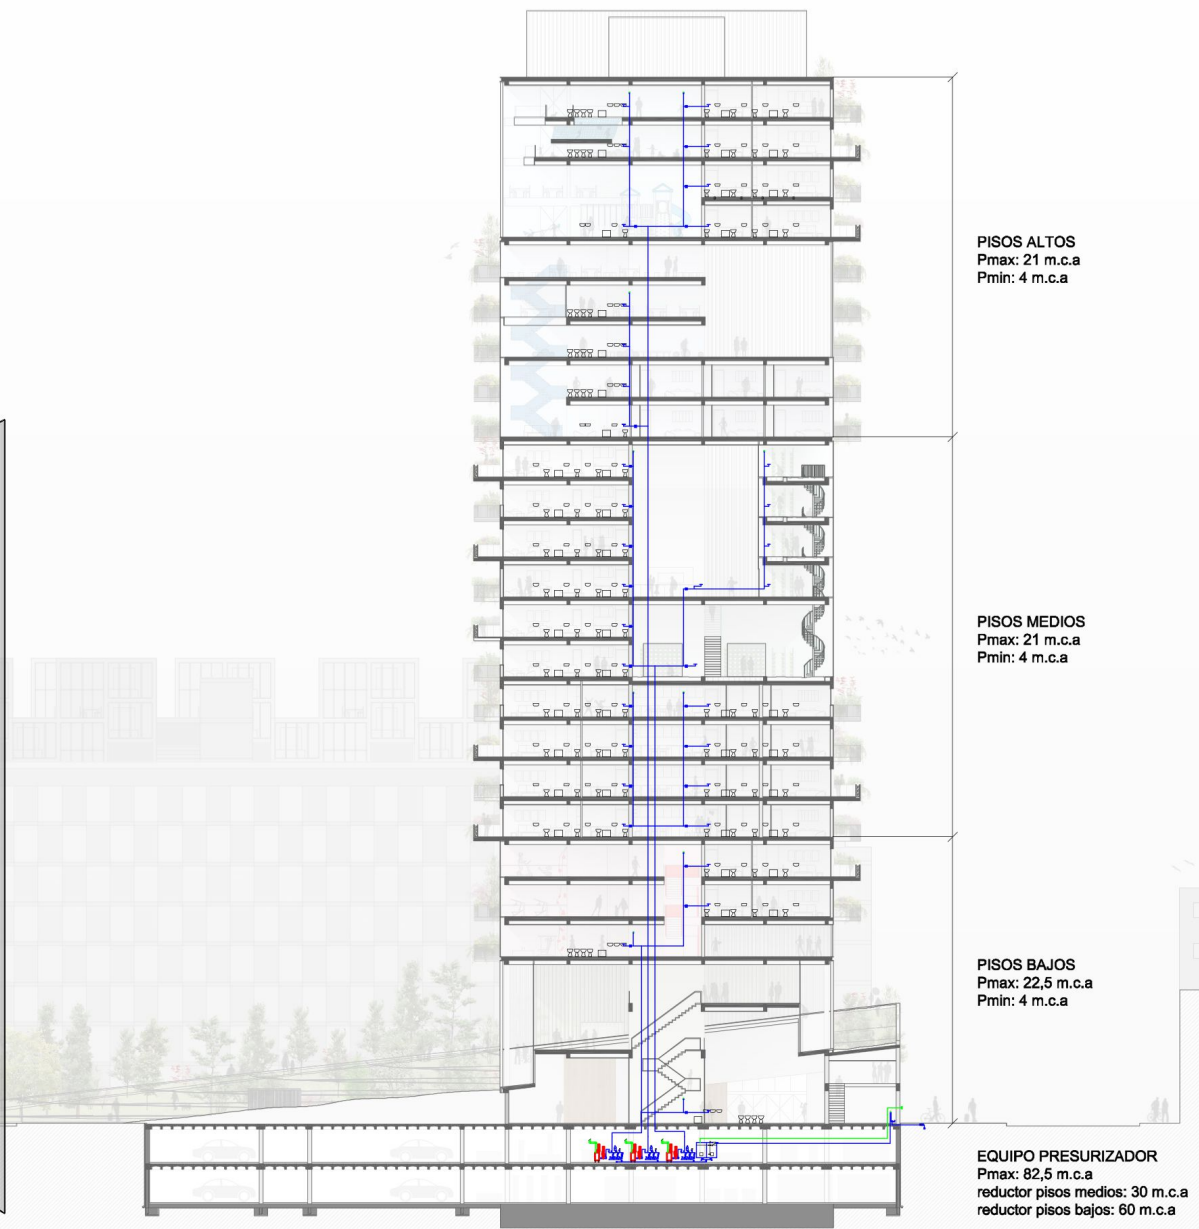 PISOS ALTOS
Pmax: 21 m.c.a
Pmin: 4 m.c.a
PISOS MEDIOS
Pmax: 21 m.c.a
Pmin: 4 m.c.a
PISOS BAJOS
Pmax: 22,5 m.c.a
Pmin: 4 m.c.a
EQUIPO PRESURIZADOR
Pmax: 82,5 m.c.a
reductor pisos medios: 30 m.c.a
reductor pisos bajos: 60 m.c.a